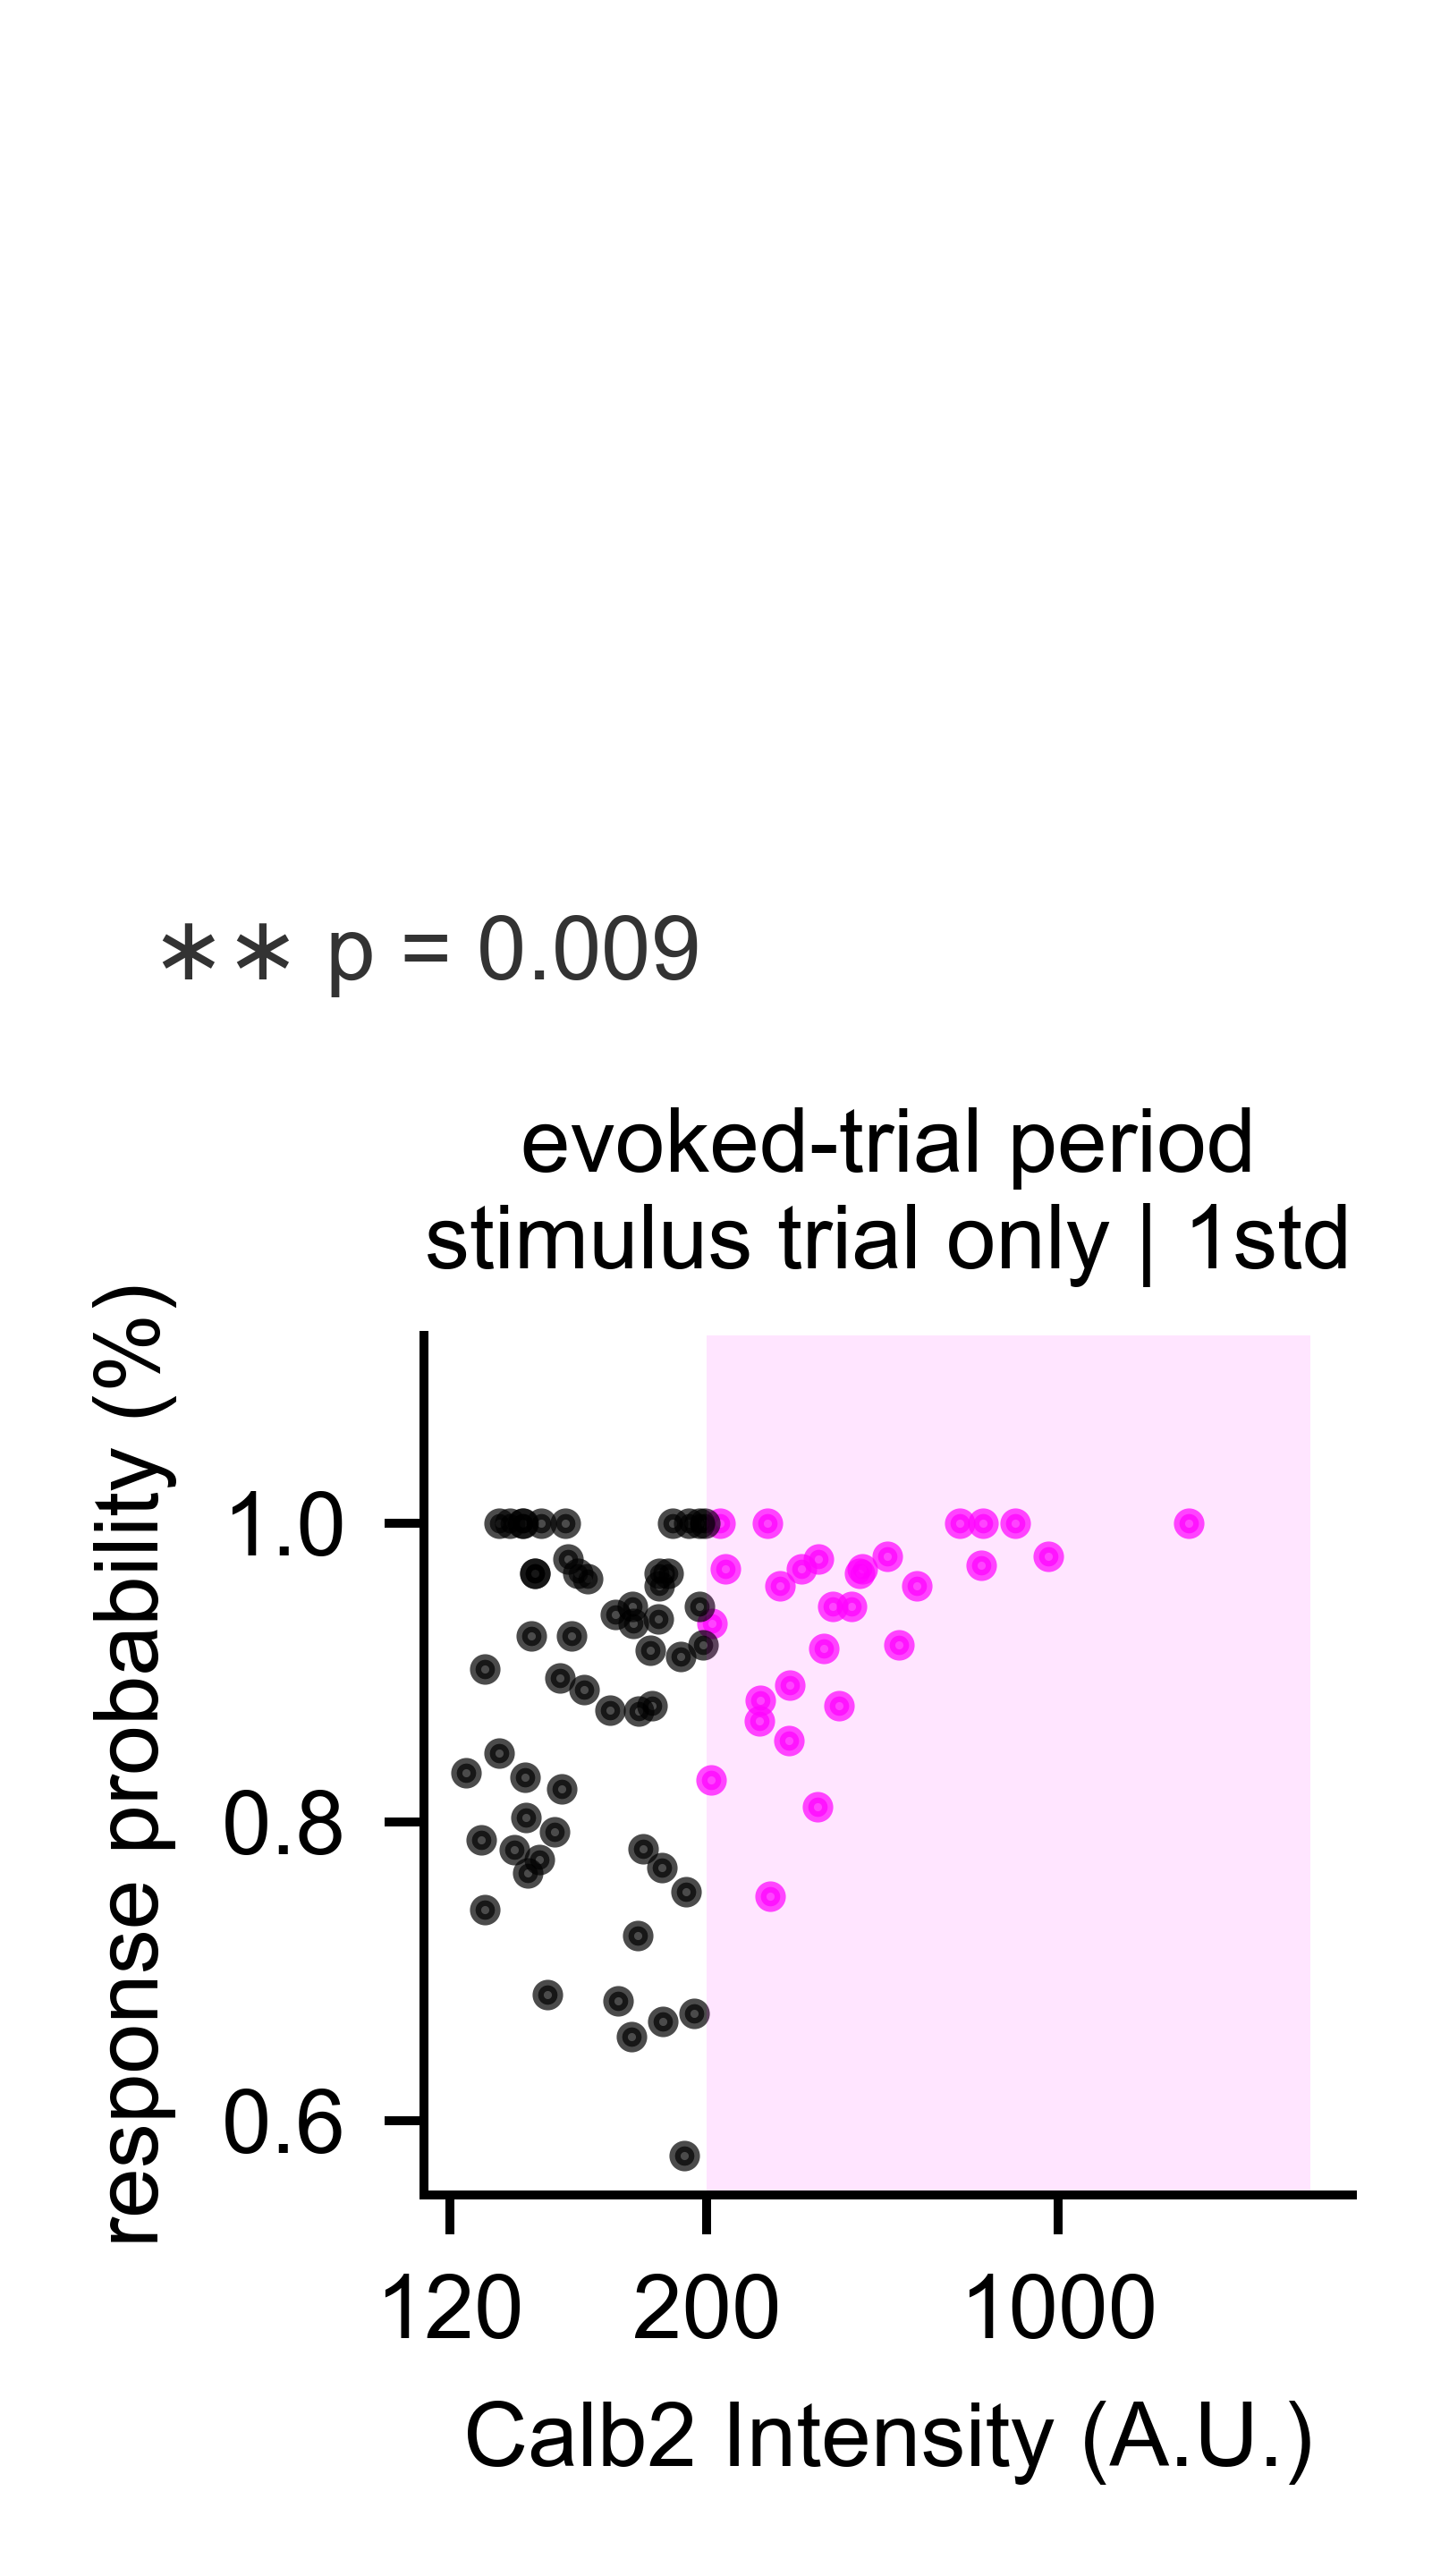 ∗∗ p = 0.009
evoked-trial period
stimulus trial only | 1std
response probability (%)
1.0
0.8
0.6
120 200 1000
Calb2 Intensity (A.U.)